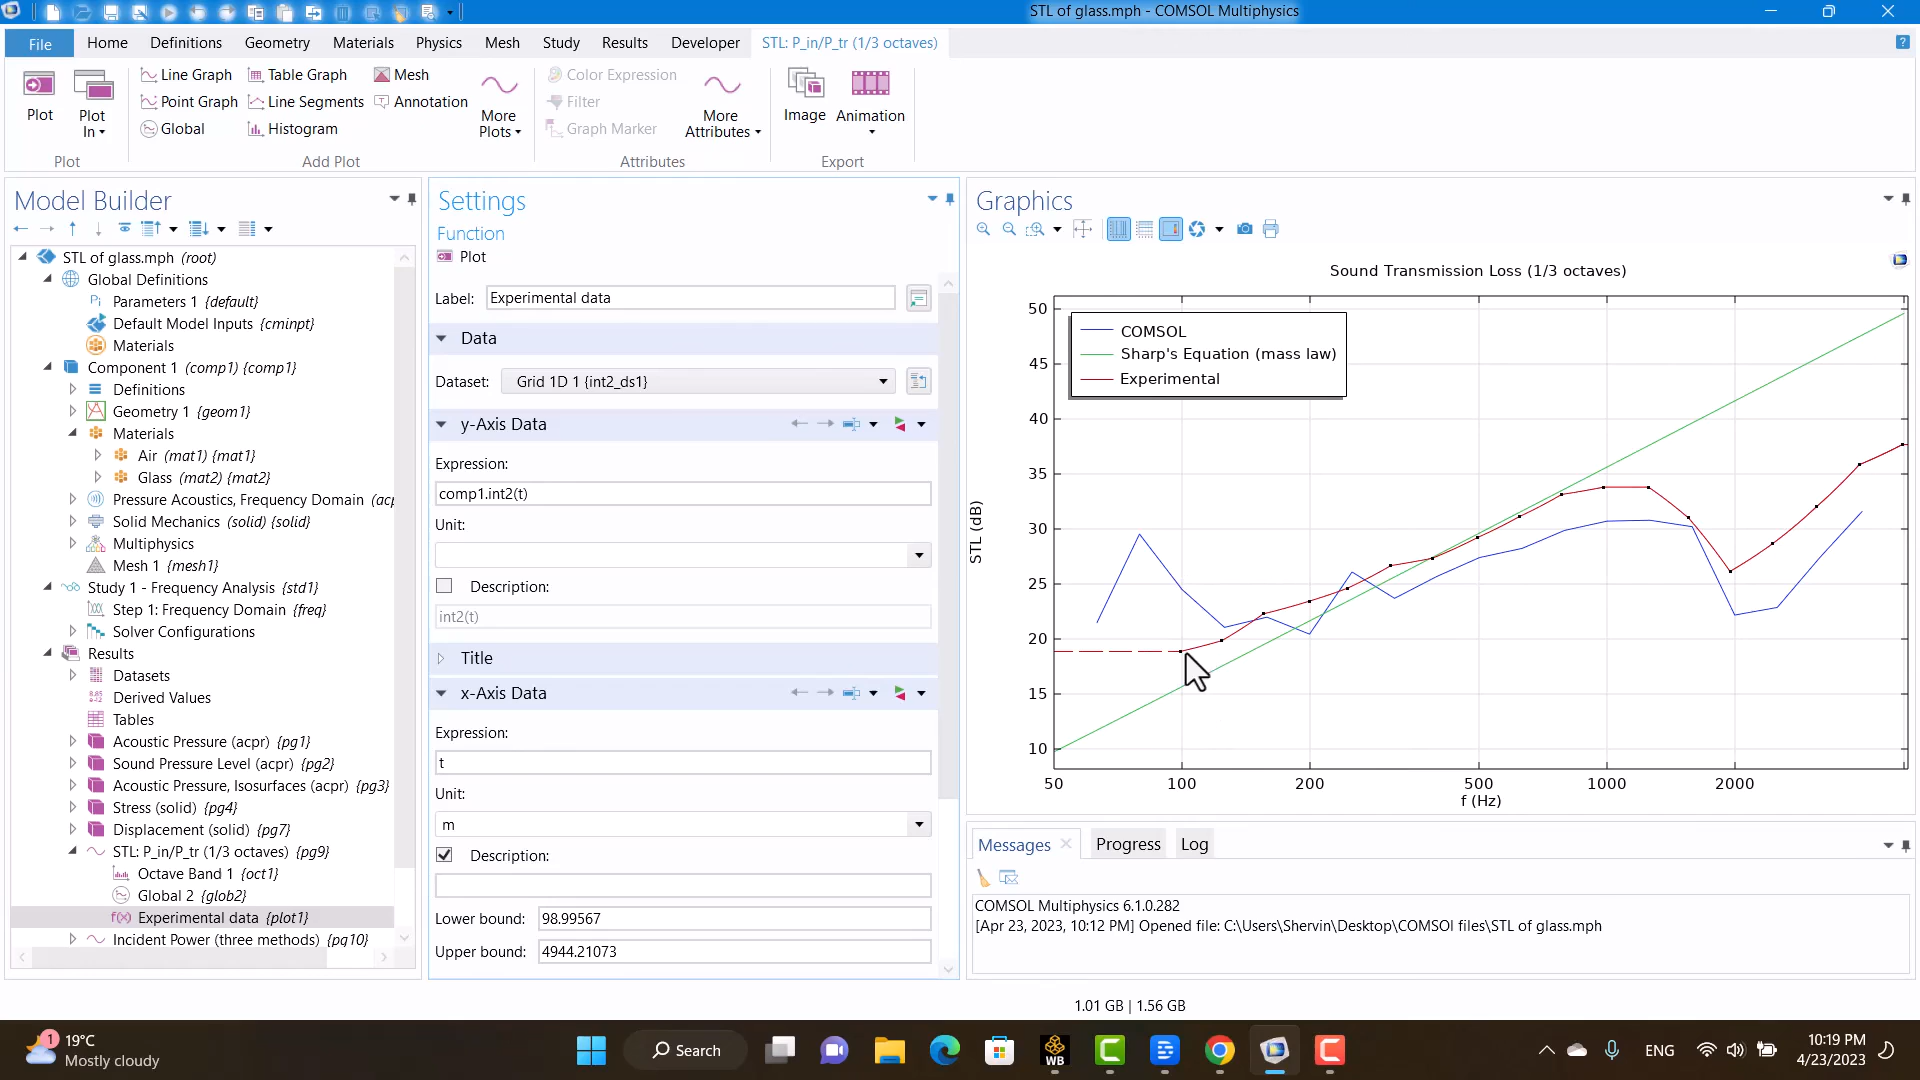 STL of glass.mph - COMSOL Multiphysics
File
Home
Definitions
Geometry
Materials
Physics
Mesh
Study
Results
Developer
STL: P_in/P_tr (1/3 octaves)
Plot
Plot
In
Line Graph
Point Graph
Global
Table Graph
Line Segments
Histogram
Mesh
Annotation
More
Plots
Color Expression
Filter
Graph Marker
More
Attributes
Image
Animation
Plot
Add Plot
Attributes
Export
Model Builder
STL of glass.mph (root)
Global Definitions
Parameters 1 {default}
Default Model Inputs {cminpt}
Materials
Component 1 (comp1) {comp1}
Definitions
Geometry 1 {geom1}
Materials
Air (mat1) {mat1}
Glass (mat2) {mat2}
Pressure Acoustics, Frequency Domain (acp
Solid Mechanics (solid) {solid}
Multiphysics
Mesh 1 {mesh1}
Study 1 - Frequency Analysis {std1}
Step 1: Frequency Domain {freq}
Solver Configurations
Results
Datasets
Derived Values
Tables
Acoustic Pressure (acpr) {pg1}
Sound Pressure Level (acpr) {pg2}
Acoustic Pressure, Isosurfaces (acpr) {pg3}
Stress (solid) {pg4}
Displacement (solid) {pg7}
STL: P_in/P_tr (1/3 octaves) {pg9}
Octave Band 1 {oct1}
Global 2 {glob2}
Experimental data {plot1}
Incident Power (three methods) {pg10}
Settings
Function
Plot
Label: Experimental data
Data
Dataset: Grid 1D 1 {int2_ds1}
y-Axis Data
Expression:
comp1.int2(t)
Unit:
Description:
int2(t)
Title
x-Axis Data
Expression:
t
Unit:
m
Description:
Lower bound: 98.99567
Upper bound: 4944.21073
Graphics
Sound Transmission Loss (1/3 octaves)
COMSOL
Sharp's Equation (mass law)
Experimental
50
45
40
35
30
25
20
15
10
STL (dB)
50 100 200 500 1000 2000
f (Hz)
Messages
Progress
Log
COMSOL Multiphysics 6.1.0.282
[Apr 23, 2023, 10:12 PM] Opened file: C:\Users\Shervin\Desktop\COMSOl files\STL of glass.mph
1.01 GB | 1.56 GB
1
19°C
Mostly cloudy
Search
WB
ENG
10:19 PM
4/23/2023